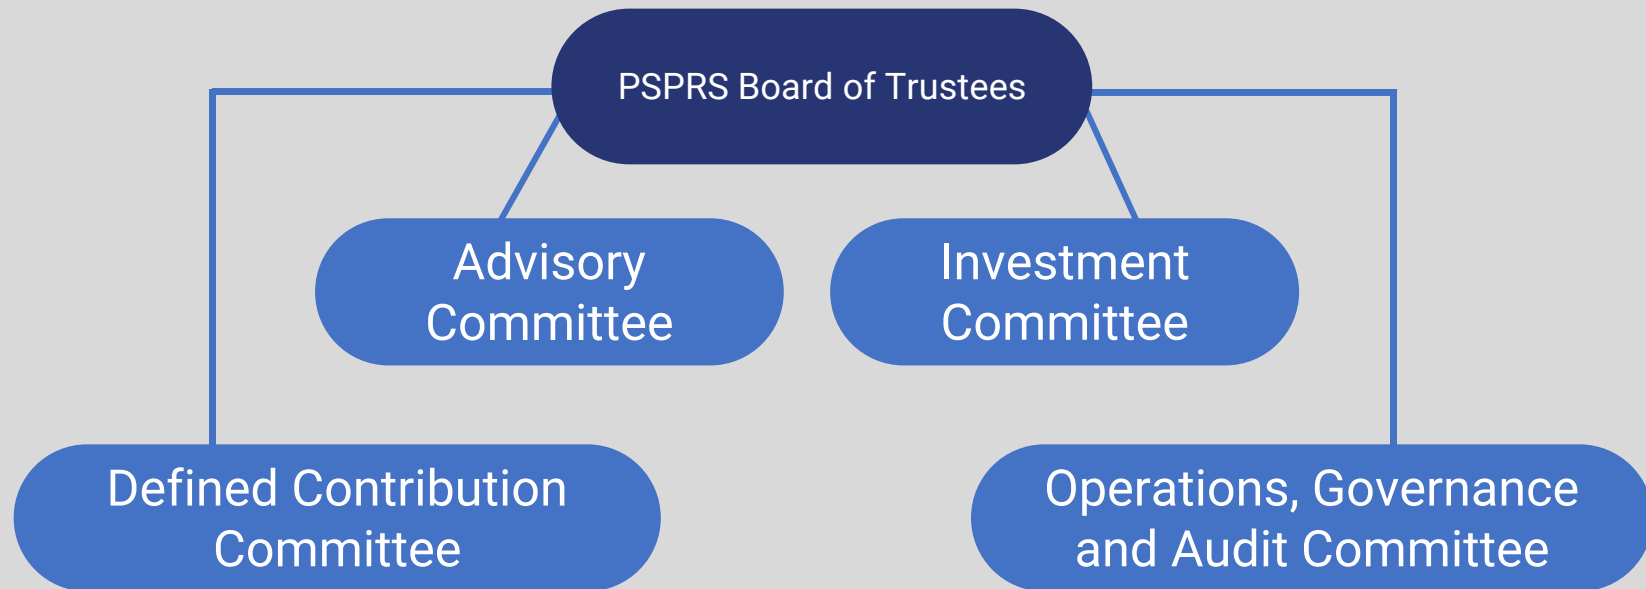 PSPRS Board of Trustees
Advisory
Committee
Investment
Committee
Defined Contribution
Committee
Operations, Governance
and Audit Committee